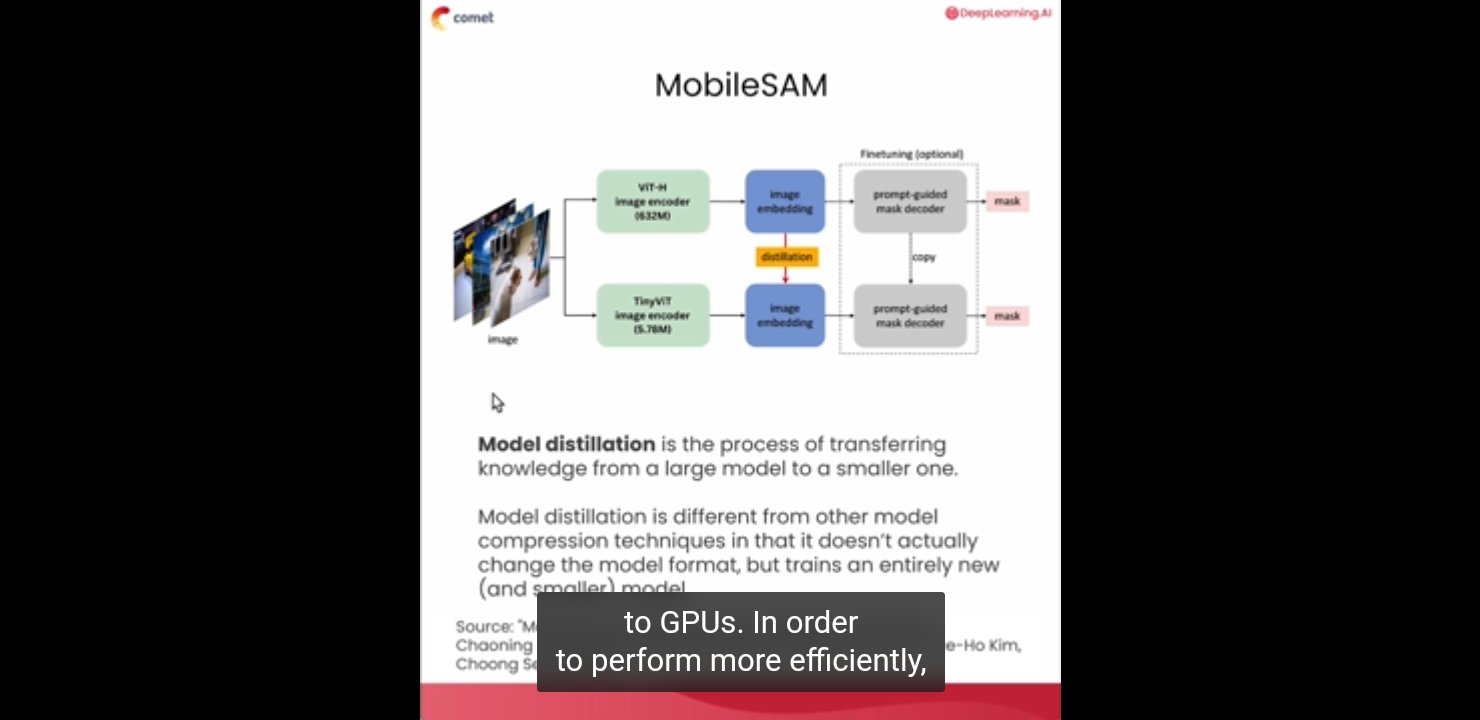 comet
DeepLearning.AI
MobileSAM
Finetuning (optional)
ViT-H
image encoder
(632M)
image
embedding
prompt-guided
mask decoder
mask
distillation
copy
TinyViT
image encoder
(5.78M)
image
embedding
prompt-guided
mask decoder
mask
image
Model distillation is the process of transferring
knowledge from a large model to a smaller one.
Model distillation is different from other model
compression techniques in that it doesn't actually
change the model format, but trains an entirely new
(and smaller) model
Source:
Chaoning e-Ho Kim,
Choong
to GPUs. In order
to perform more efficiently,